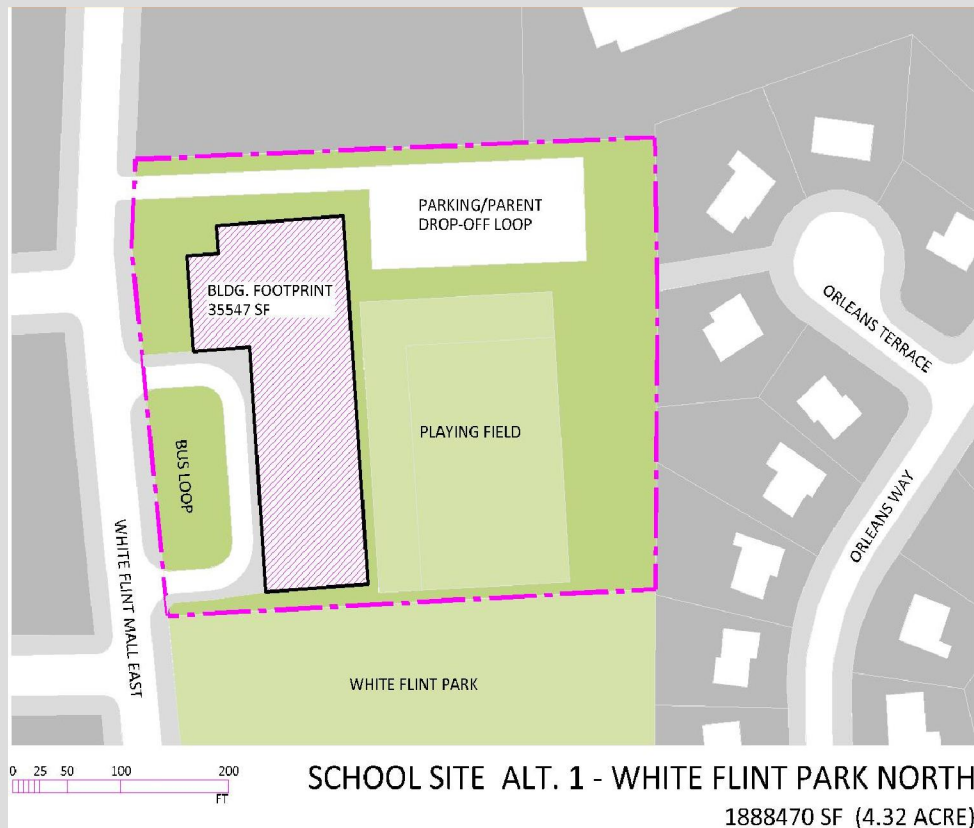 PARKING/PARENT
DROP-OFF LOOP
BLDG. FOOTPRINT
35547 SF
ORLEANS TERRACE
PLAYING FIELD
BUS LOOP
ORLEANS WAY
WHITE FLINT MALL EAST
WHITE FLINT PARK
0 25 50 100 200
FT
SCHOOL SITE ALT. 1 - WHITE FLINT PARK NORTH
1888470 SF (4.32 ACRE)